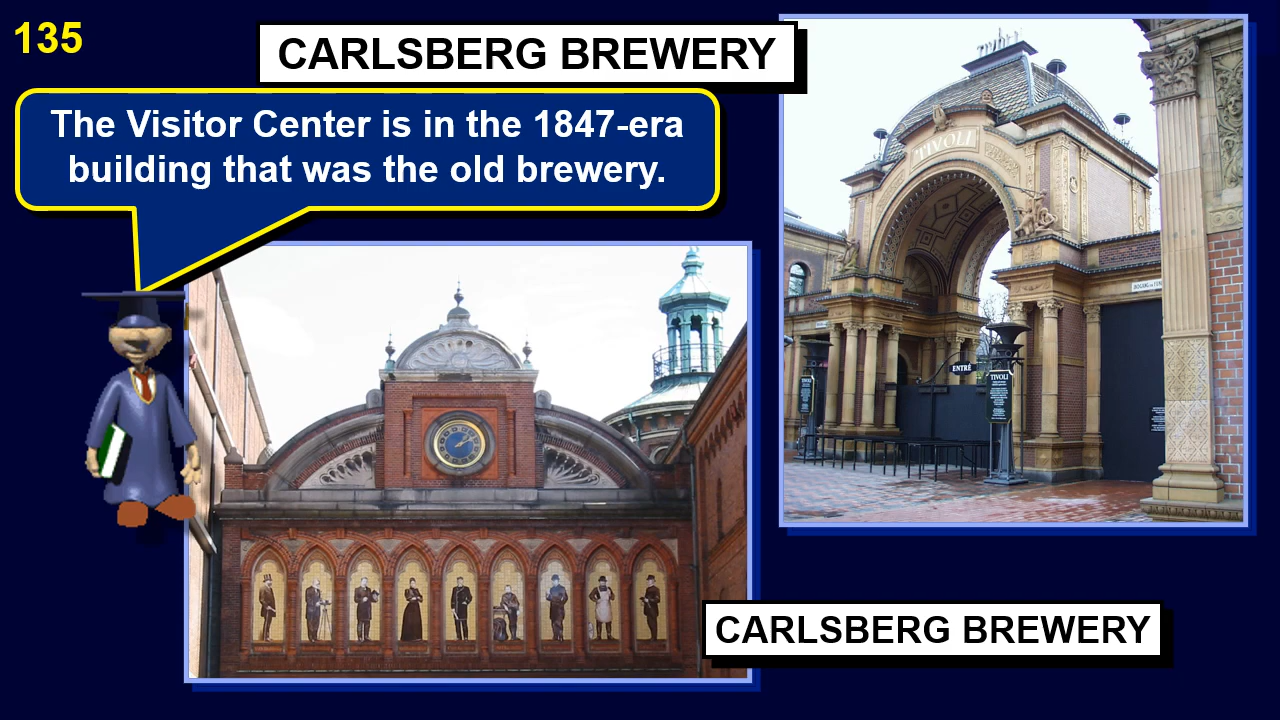 135
CARLSBERG BREWERY
The Visitor Center is in the 1847-era
building that was the old brewery.
TIVOLI
ENTRÉ
TIVOLI
CARLSBERG BREWERY